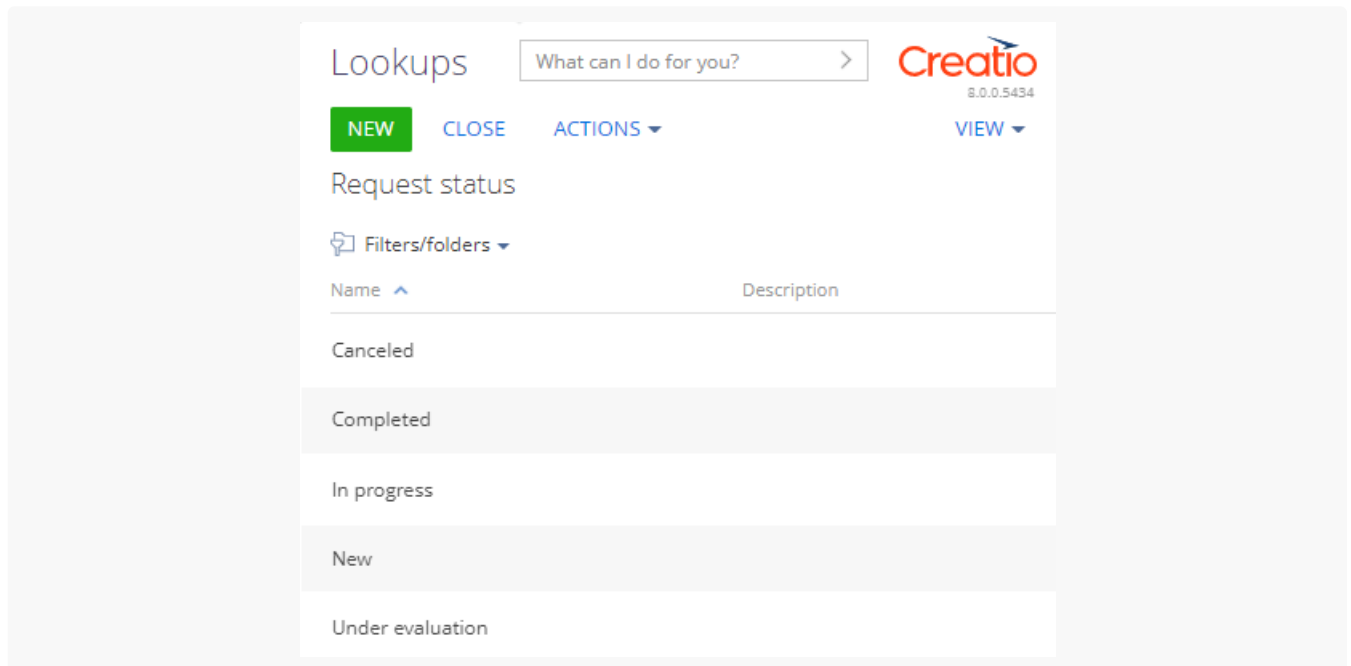 Lookups What can I do for you? Creatio
8.0.0.5434
NEW CLOSE ACTIONS VIEW
Request status
Filters/folders
Name Description
Canceled
Completed
In progress
New
Under evaluation